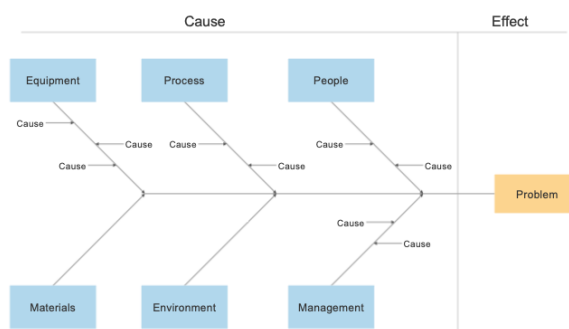 Cause
Effect
Equipment
Process
People
Cause
Cause
Cause
Cause
Cause
Cause
Cause
Cause
Problem
Cause
Cause
Materials
Environment
Management